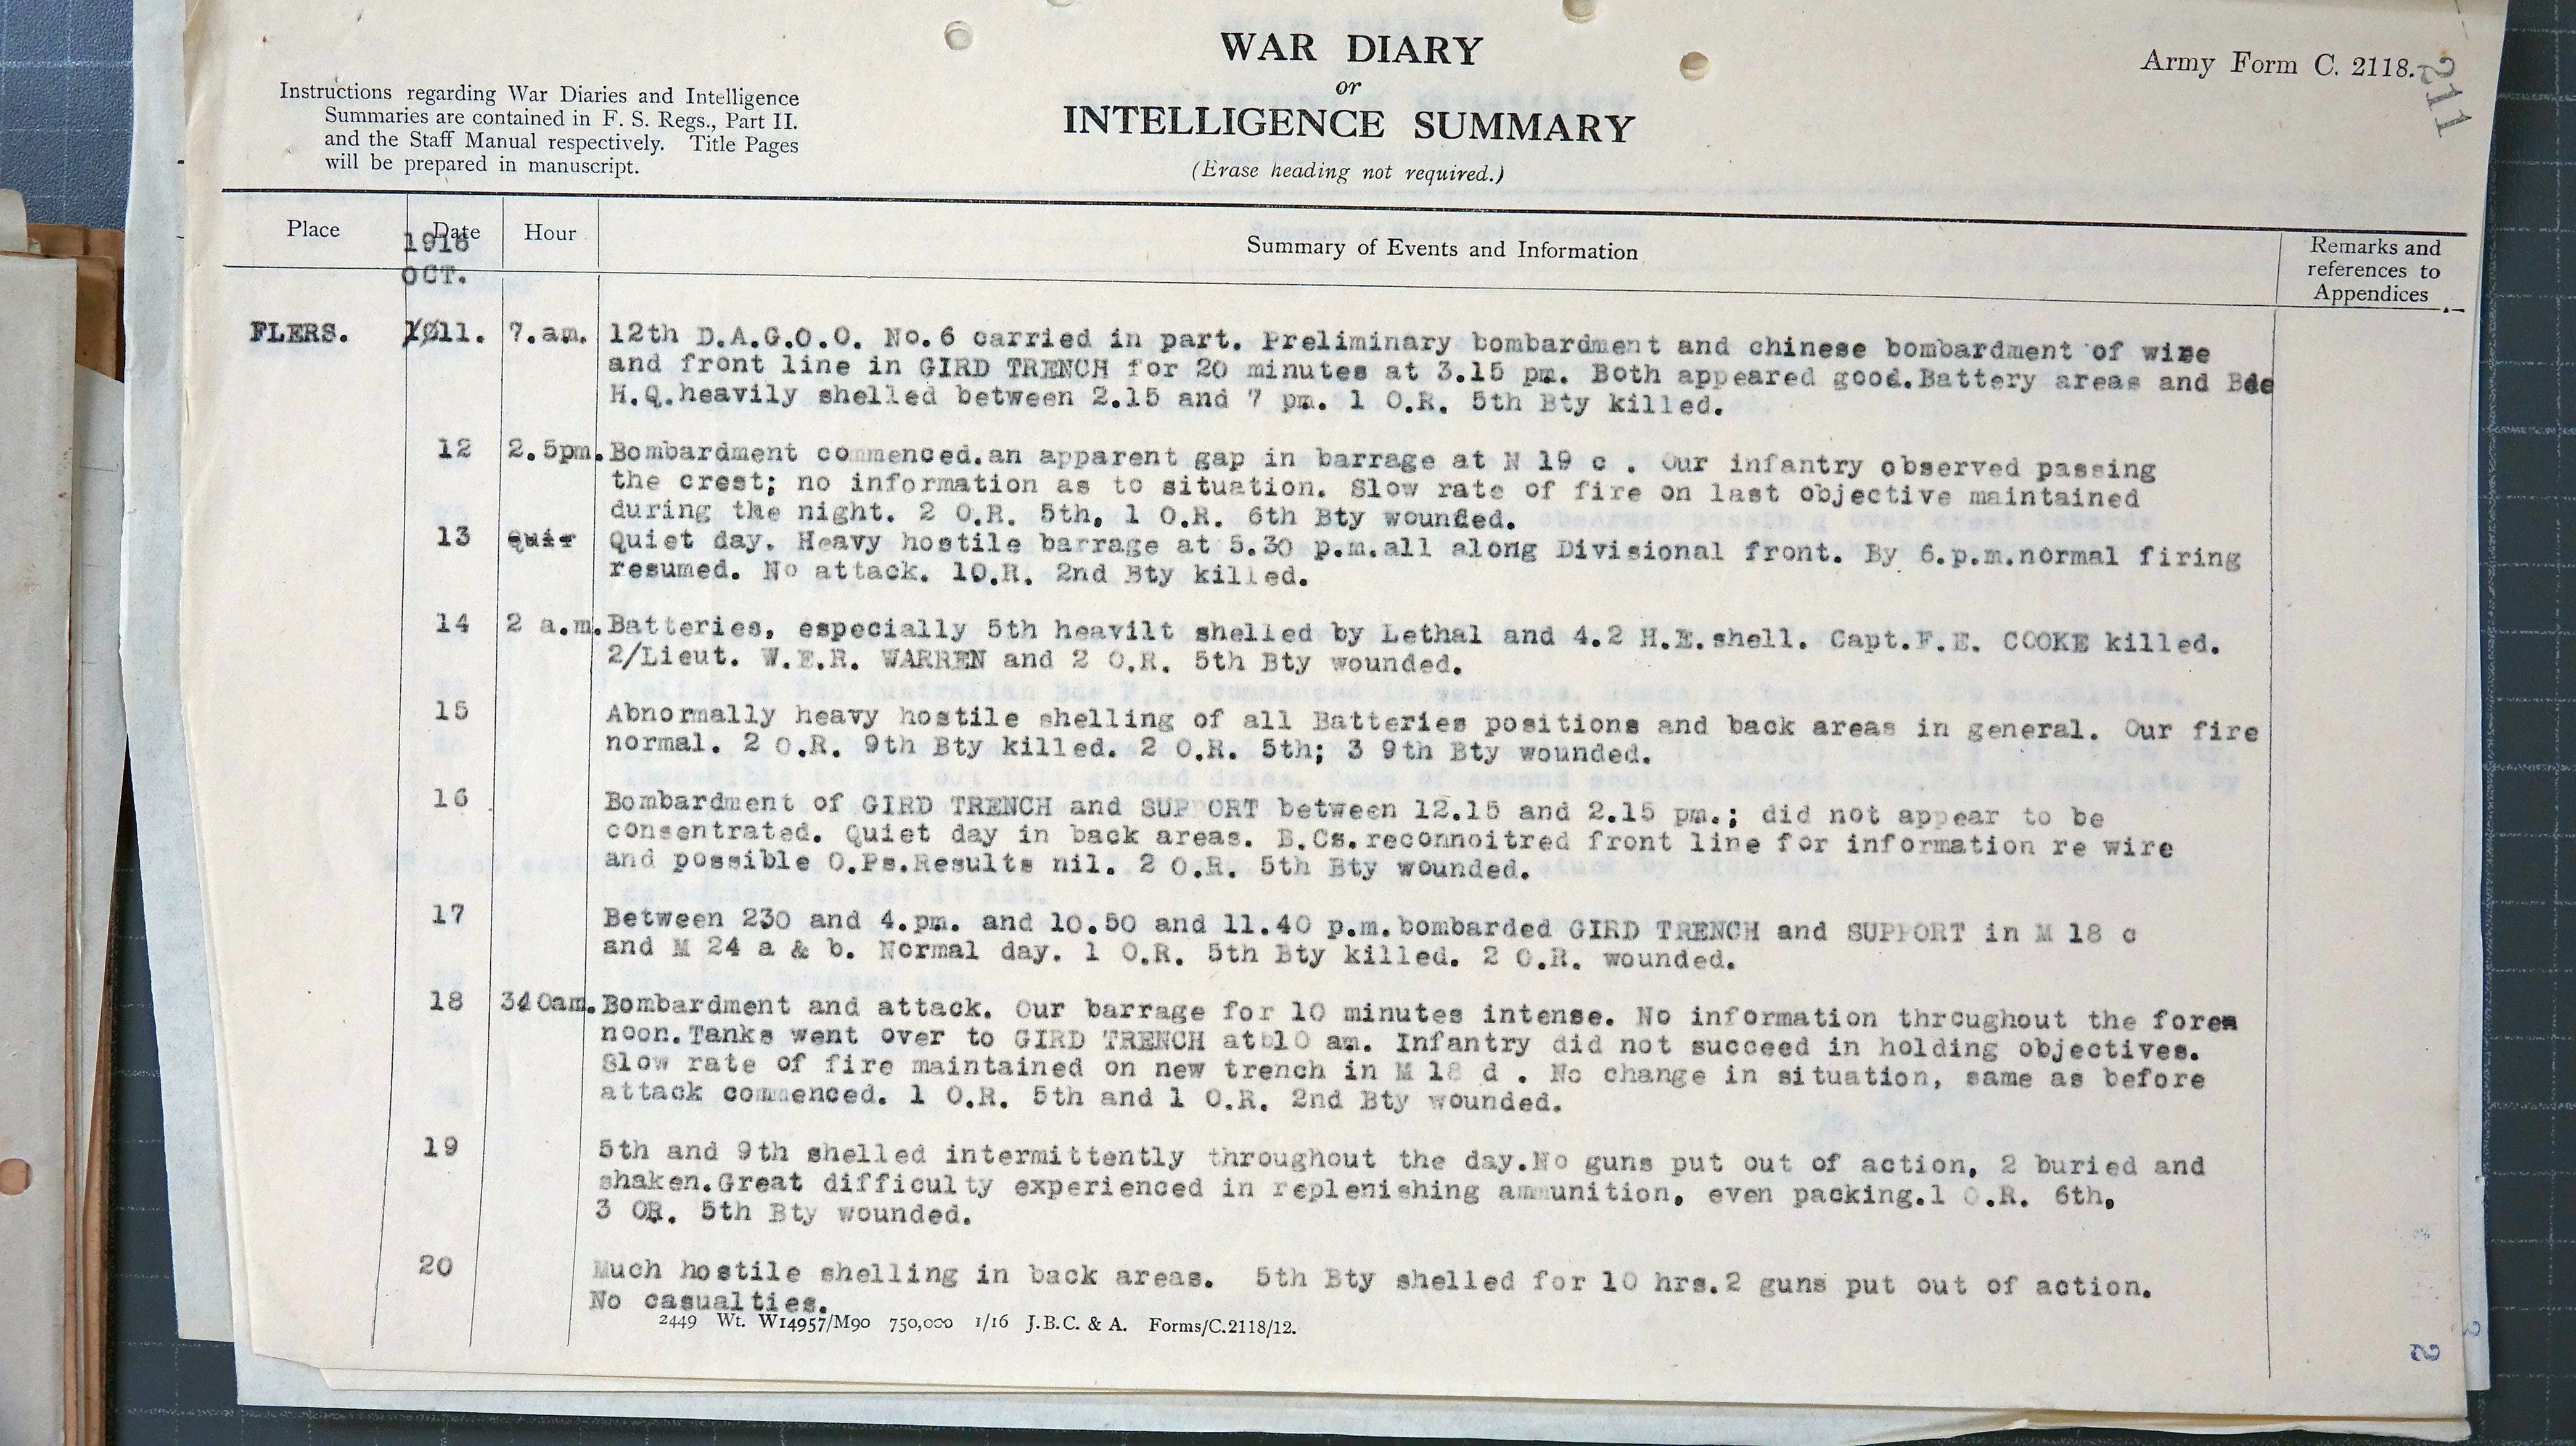 WAR DIARY
or
INTELLIGENCE SUMMARY
(Erase heading not required.)
Army Form C. 2118.
211
Instructions regarding War Diaries and Intelligence
Summaries are contained in F. S. Regs., Part II.
and the Staff Manual respectively. Title Pages
will be prepared in manuscript.
Place Date Hour Summary of Events and Information Remarks and
references to
Appendices
1916
OCT.
FLERS. 1011. 7.am. 12th D.A.G.O.O. No.6 carried in part. Preliminary bombardment and chinese bombardment of wire
and front line in GIRD TRENCH for 20 minutes at 3.15 pm. Both appeared good.Battery areas and Bde
H.Q.heavily shelled between 2.15 and 7 pm. 1 O.R. 5th Bty killed.
12 2.5pm. Bombardment commenced.an apparent gap in barrage at N 19 c . Our infantry observed passing
the crest; no information as to situation. Slow rate of fire on last objective maintained
during the night. 2 O.R. 5th, 1 O.R. 6th Bty wounded.
13 Quir Quiet day. Heavy hostile barrage at 5.30 p.m.all along Divisional front. By 6.p.m.normal firing
resumed. No attack. 1O.R. 2nd Bty killed.
14 2 a.m. Batteries, especially 5th heavilt shelled by Lethal and 4.2 H.E.shell. Capt.F.E. COOKE killed.
2/Lieut. W.E.R. WARREN and 2 O.R. 5th Bty wounded.
15 Abnormally heavy hostile shelling of all Batteries positions and back areas in general. Our fire
normal. 2 O.R. 9th Bty killed. 2 O.R. 5th; 3 9th Bty wounded.
16 Bombardment of GIRD TRENCH and SUPPORT between 12.15 and 2.15 pm.; did not appear to be
consentrated. Quiet day in back areas. B.Cs.reconnoitred front line for information re wire
and possible O.Ps.Results nil. 2 O.R. 5th Bty wounded.
17 Between 230 and 4.pm. and 10.50 and 11.40 p.m.bombarded GIRD TRENCH and SUPPORT in M 18 c
and M 24 a & b. Normal day. 1 O.R. 5th Bty killed. 2 O.R. wounded.
18 340am. Bombardment and attack. Our barrage for 10 minutes intense. No information throughout the fore
noon.Tanks went over to GIRD TRENCH at 10 am. Infantry did not succeed in holding objectives.
Slow rate of fire maintained on new trench in M 18 d . No change in situation, same as before
attack commenced. 1 O.R. 5th and 1 O.R. 2nd Bty wounded.
19 5th and 9th shelled intermittently throughout the day.No guns put out of action, 2 buried and
shaken.Great difficulty experienced in replenishing ammunition, even packing.1 O.R. 6th,
3 OR. 5th Bty wounded.
20 Much hostile shelling in back areas. 5th Bty shelled for 10 hrs.2 guns put out of action.
No casualties.
2449 Wt. W14957/M90 750,000 1/16 J.B.C. & A. Forms/C.2118/12.